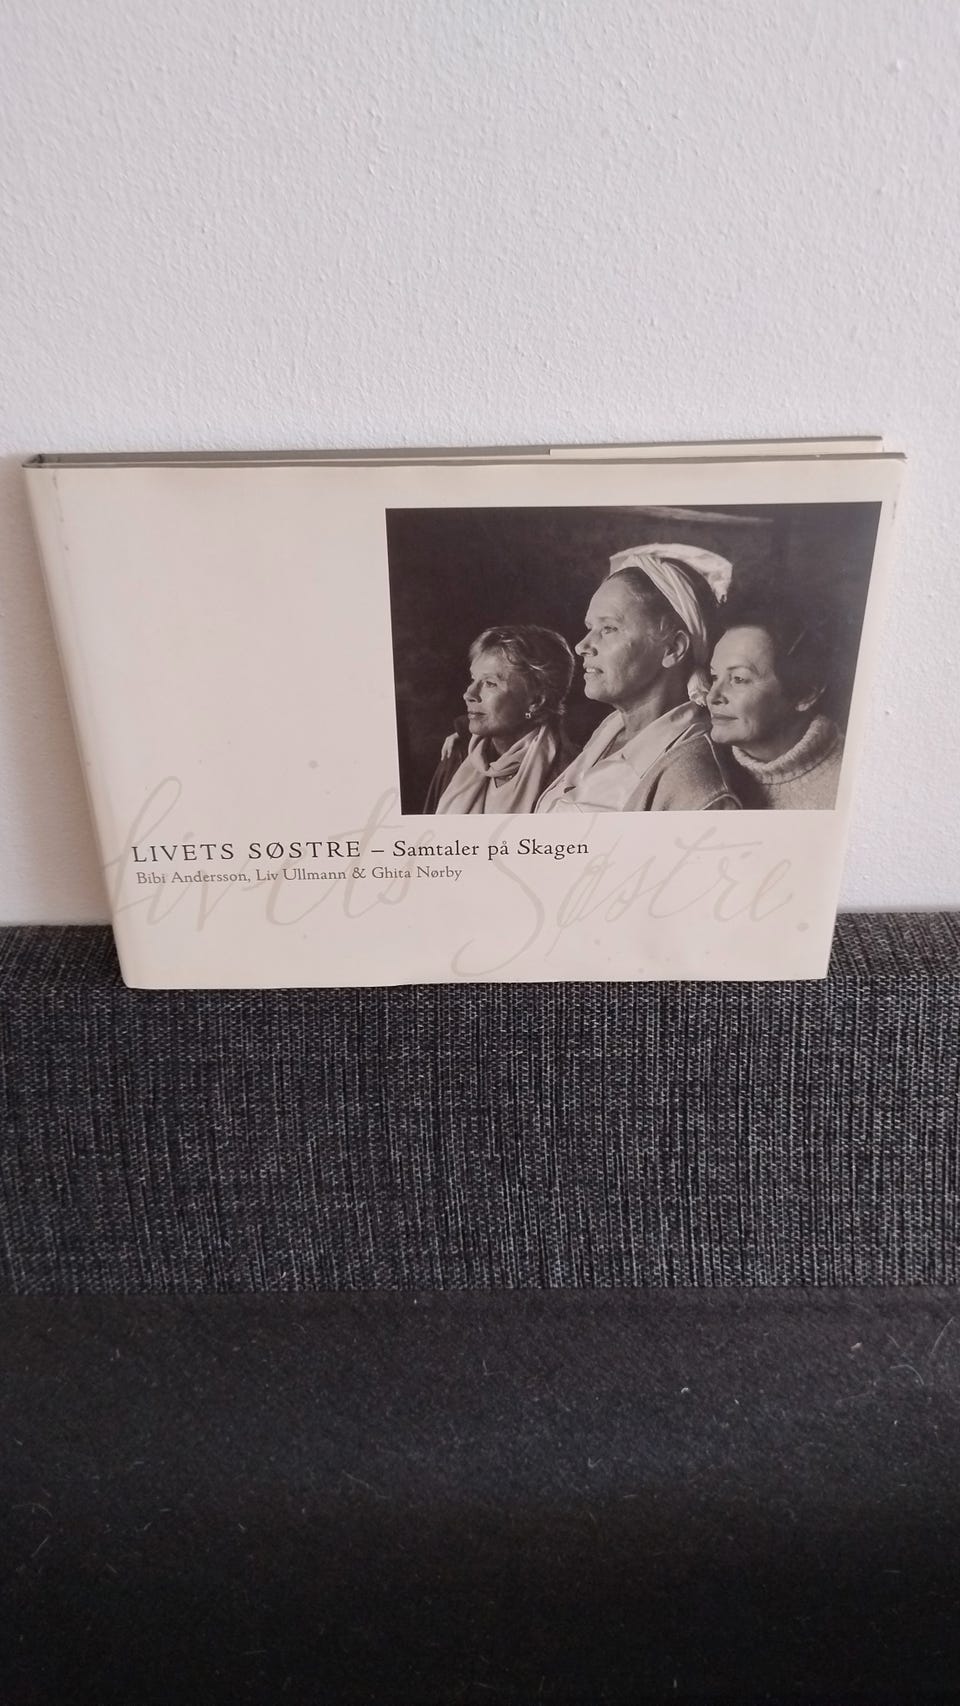 LIVETS SØSTRE – Samtaler på Skagen
Bibi Andersson, Liv Ullmann & Ghita Nørby
Livets Søstre